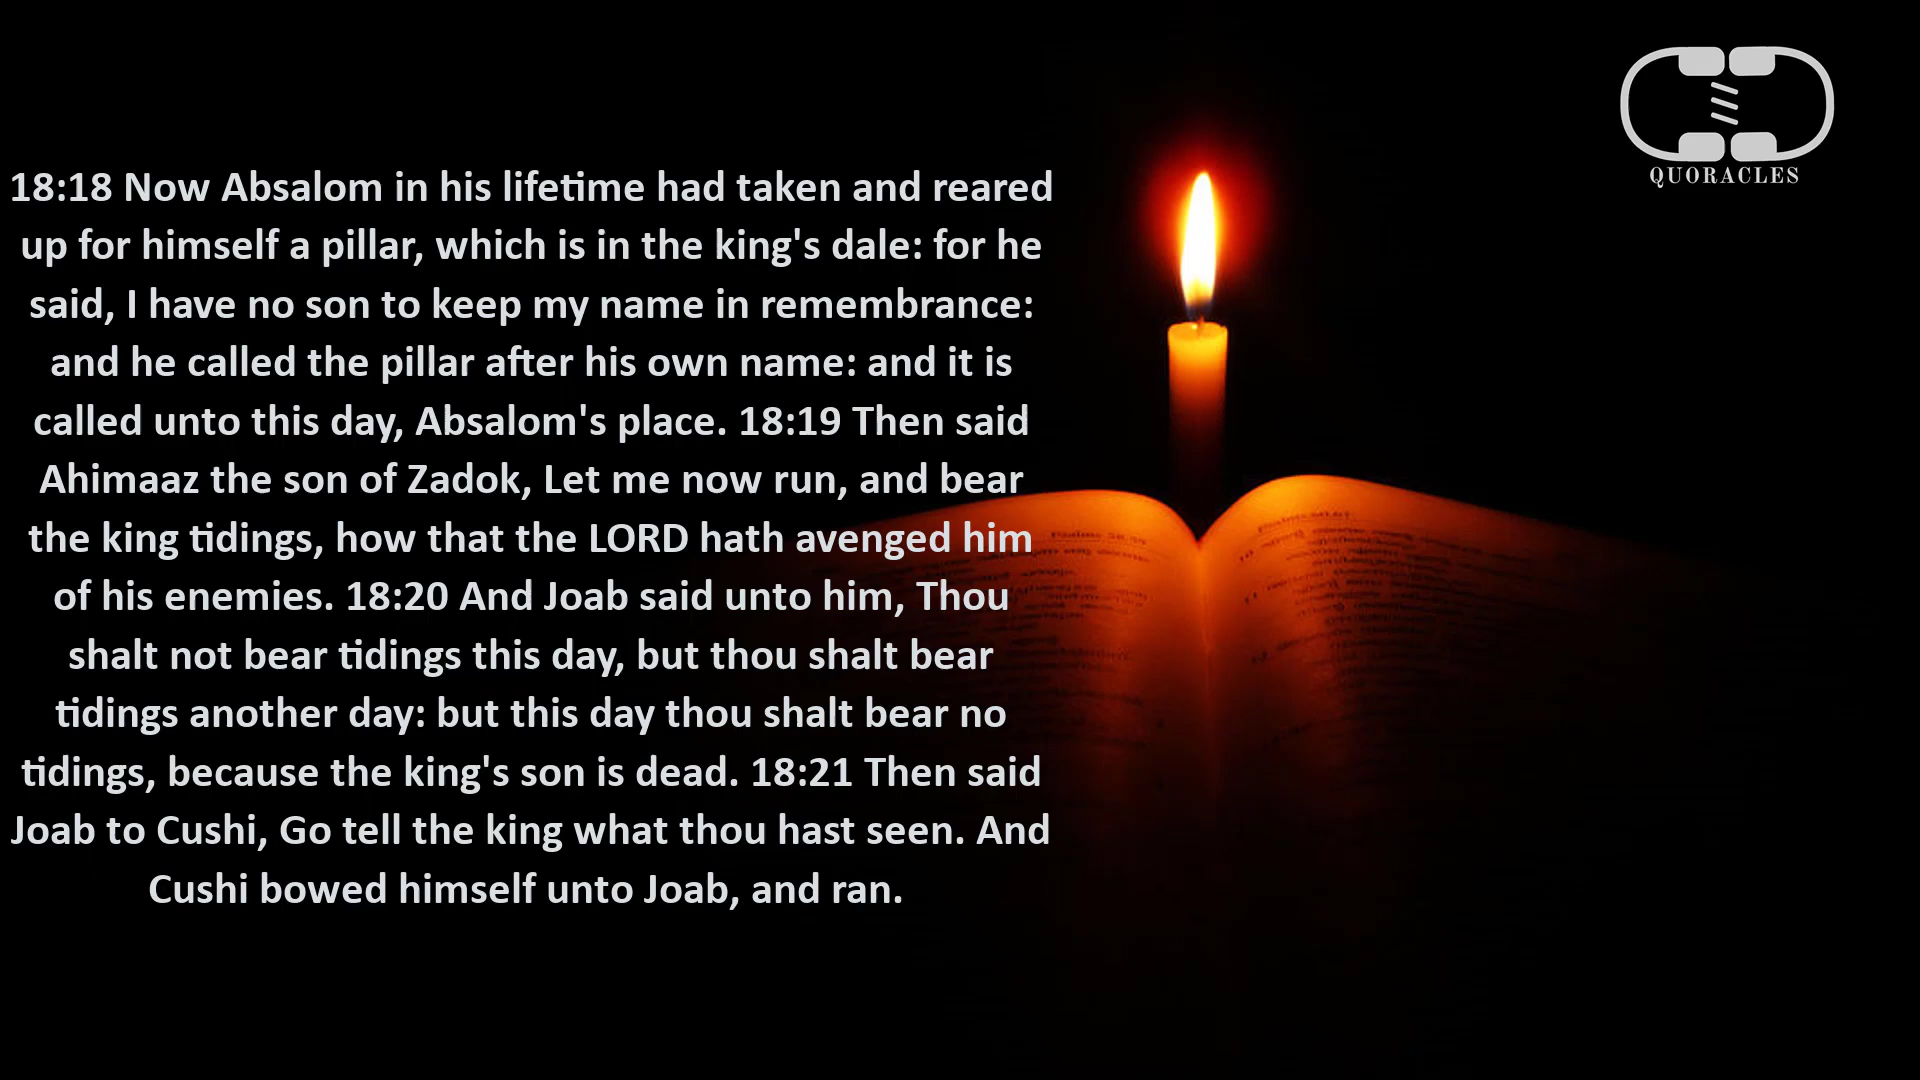 18:18 Now Absalom in his lifetime had taken and reared
up for himself a pillar, which is in the king's dale: for he
said, I have no son to keep my name in remembrance:
and he called the pillar after his own name: and it is
called unto this day, Absalom's place. 18:19 Then said
Ahimaaz the son of Zadok, Let me now run, and bear
the king tidings, how that the LORD hath avenged him
of his enemies. 18:20 And Joab said unto him, Thou
shalt not bear tidings this day, but thou shalt bear
tidings another day: but this day thou shalt bear no
tidings, because the king's son is dead. 18:21 Then said
Joab to Cushi, Go tell the king what thou hast seen. And
Cushi bowed himself unto Joab, and ran.
QUORACLES